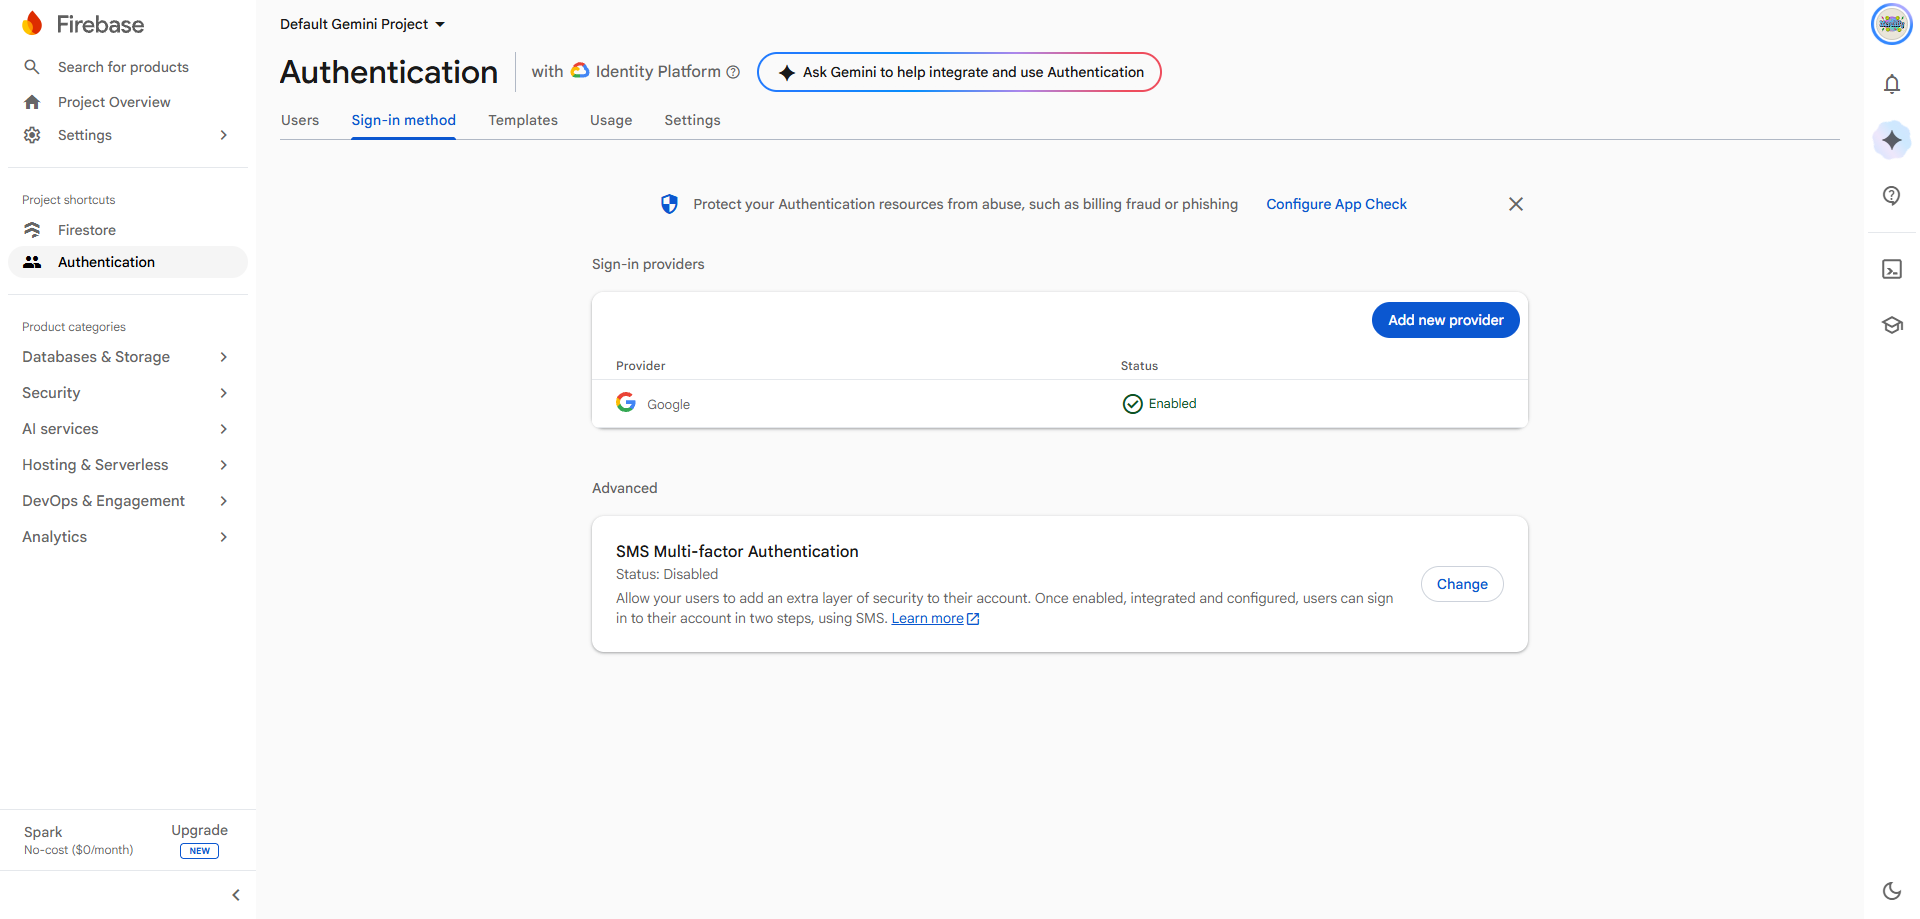 Firebase
Search for products
Project Overview
Settings
Project shortcuts
Firestore
Authentication
Product categories
Databases & Storage
Security
AI services
Hosting & Serverless
DevOps & Engagement
Analytics
Spark
No-cost ($0/month)
Upgrade
NEW
Default Gemini Project
Authentication
with Identity Platform
Ask Gemini to help integrate and use Authentication
Users Sign-in method Templates Usage Settings
Protect your Authentication resources from abuse, such as billing fraud or phishing Configure App Check
Sign-in providers
Add new provider
Provider Status
Google Enabled
Advanced
SMS Multi-factor Authentication
Status: Disabled
Allow your users to add an extra layer of security to their account. Once enabled, integrated and configured, users can sign
in to their account in two steps, using SMS. Learn more
Change